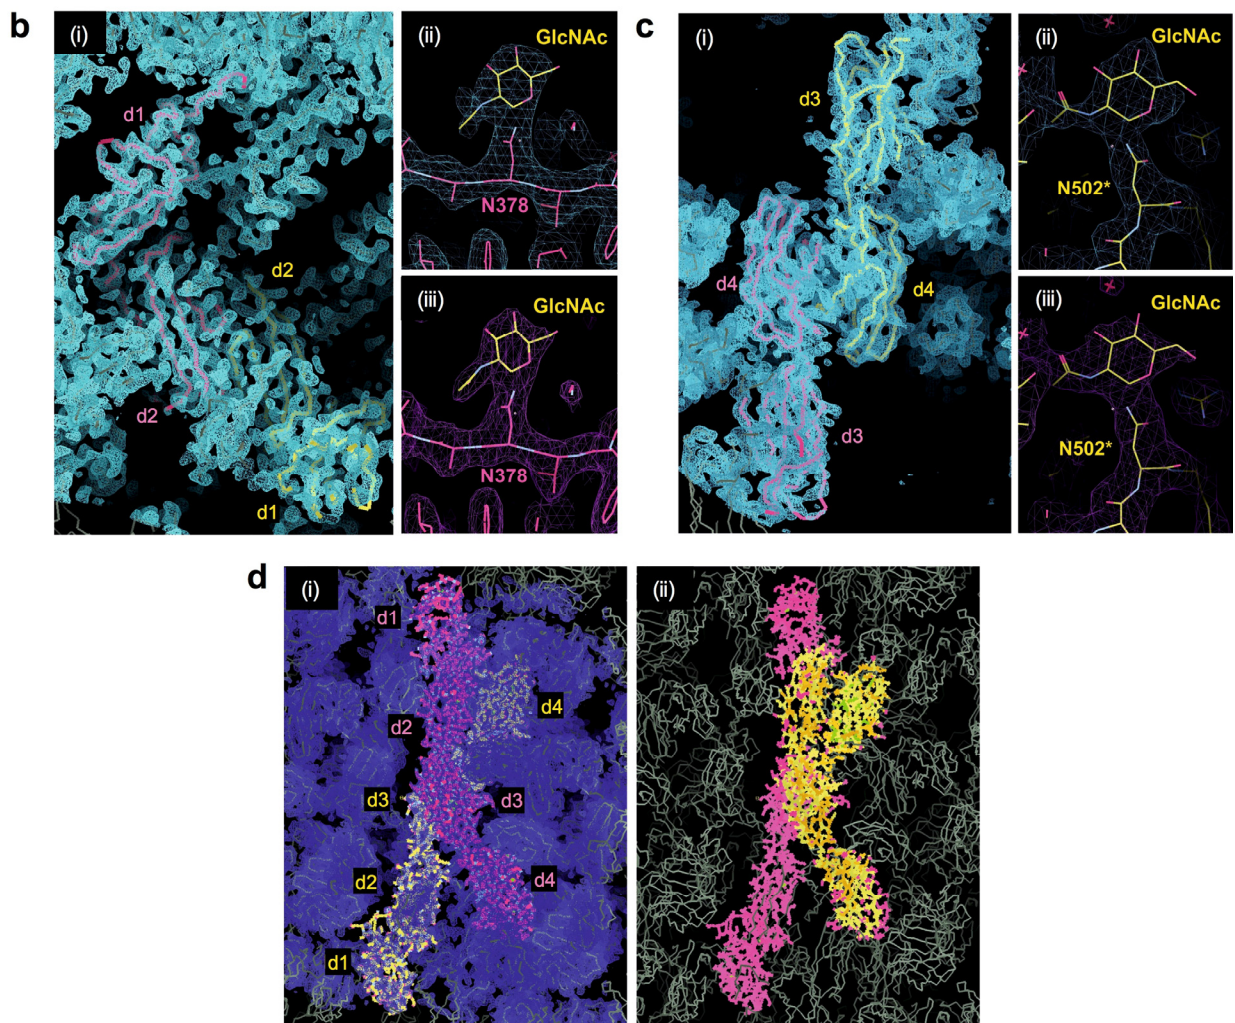 b
(i)
d1
d2
d2
d1
(ii)
GlcNAc
N378
(iii)
GlcNAc
N378
c
(i)
d3
d4
d4
d3
(ii)
GlcNAc
N502*
(iii)
GlcNAc
N502*
d
(i)
d1
d4
d2
d3
d3
d2
d4
d1
(ii)